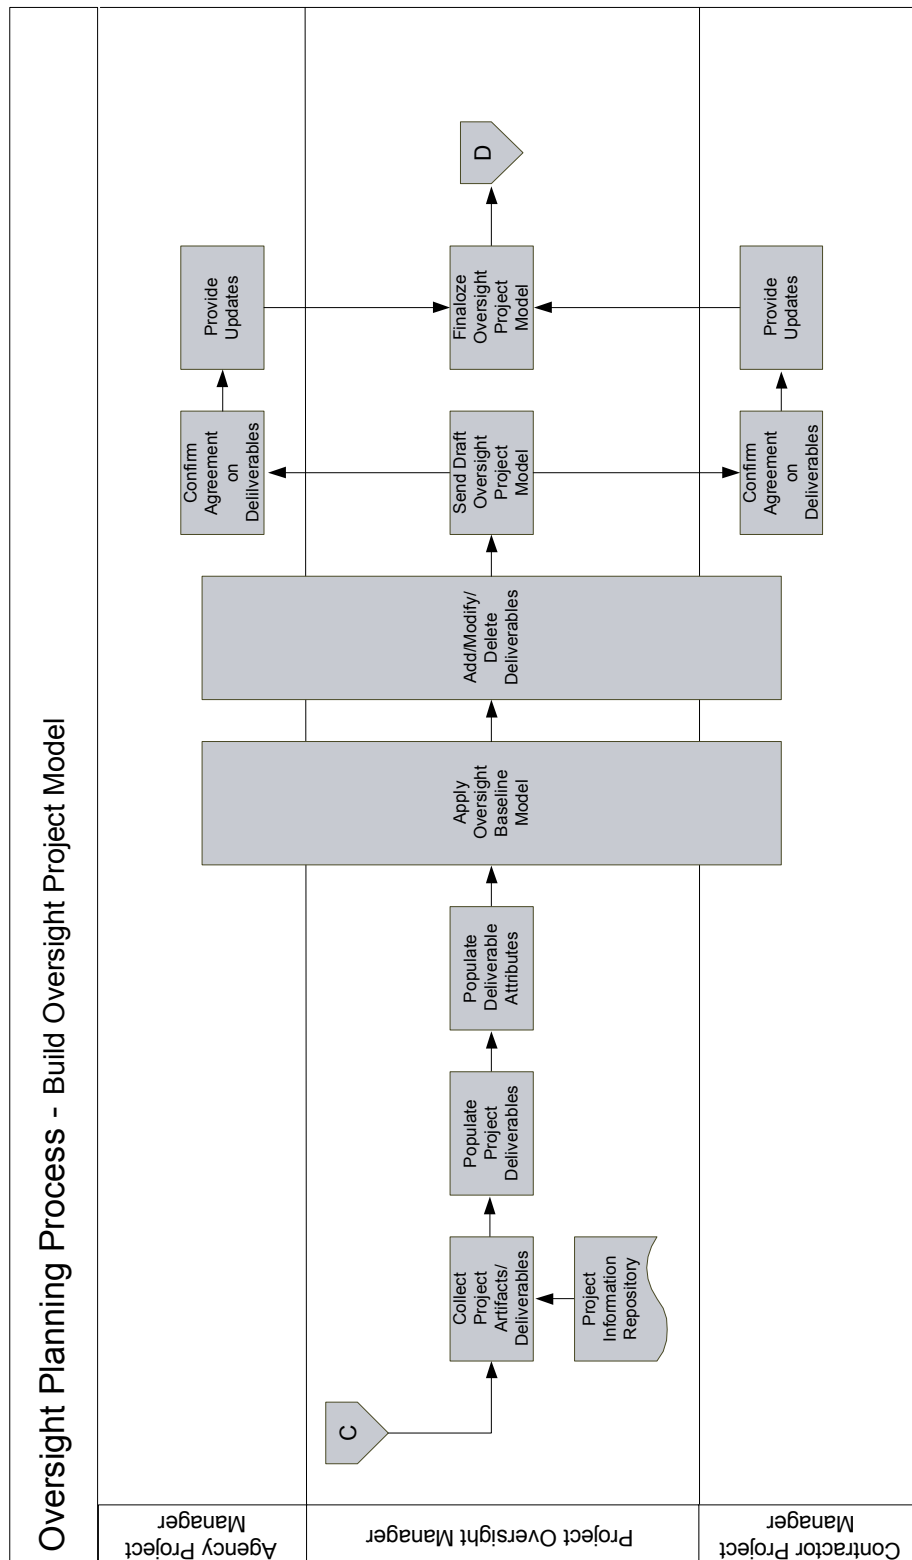 Oversight Planning Process - Build Oversight Project Model
Agency Project
Manager
Confirm
Agreement
on
Deliliverables
Provide
Updates
Project Oversight Manager
C
Collect
Project
Artifacts/
Deliverables
Project
Information
Repository
Populate
Project
Deliverables
Populate
Deliverable
Attributes
Apply
Oversight
Baseline
Model
Add/Modify/
Delete
Deliverables
Send Draft
Oversight
Project
Model
Finaloze
Oversight
Project
Model
D
Contractor Project
Manager
Confirm
Agreement
on
Deliverables
Provide
Updates